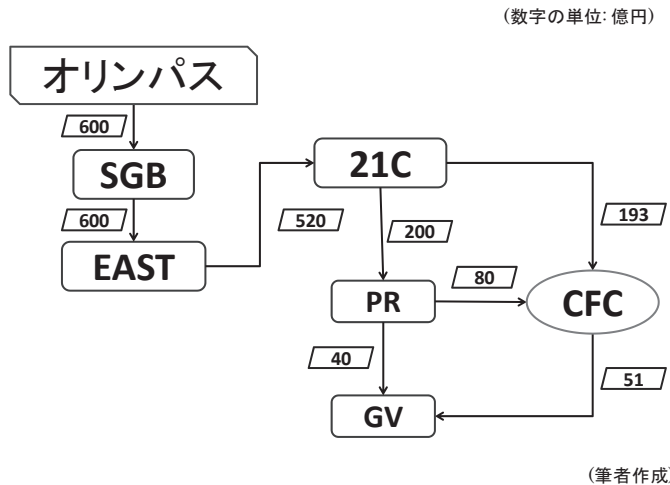 (数字の単位: 億円)
オリンパス
600
SGB
600
EAST
21C
520
200
193
PR
80
CFC
40
51
GV
(筆者作成)